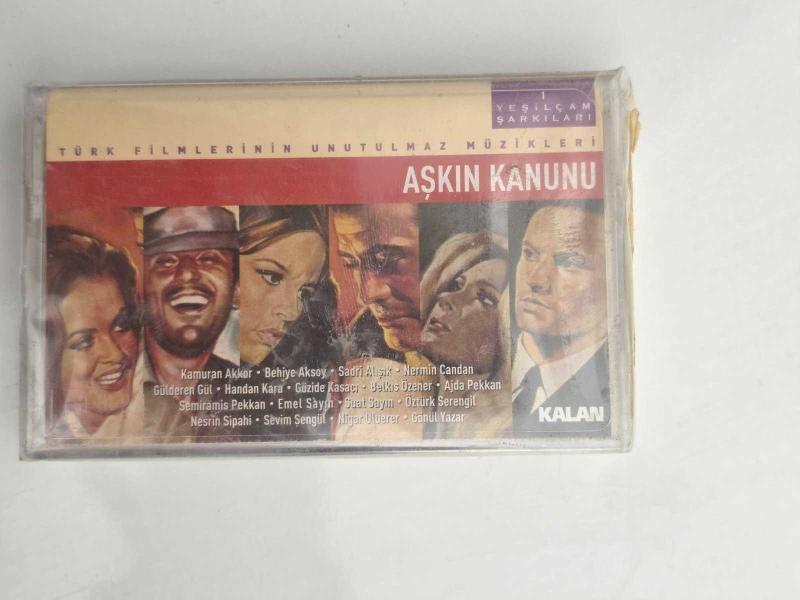 1
YEŞİLÇAM
ŞARKILARI
TÜRK FİLMLERİNİN UNUTULMAZ MÜZİKLERİ
AŞKIN KANUNU
Kamuran Akkor • Behiye Aksoy • Sadri Alışık • Nermin Candan
Gülderen Gül • Handan Kara • Güzide Kasacı • Belkıs Özener • Ajda Pekkan
Semiramis Pekkan • Emel Sayın • Suat Sayın • Öztürk Serengil
Nesrin Sipahi • Sevim Şengül • Nigar Uluerer • Gönül Yazar
KALAN